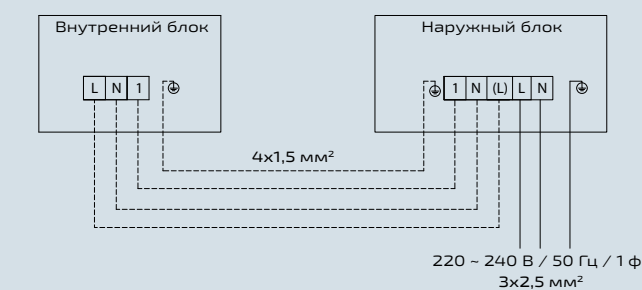 Внутренний блок
Наружный блок
L N 1
1 N (L) L N
4x1,5 мм²
220 ~ 240 В / 50 Гц / 1 ф
3x2,5 мм²